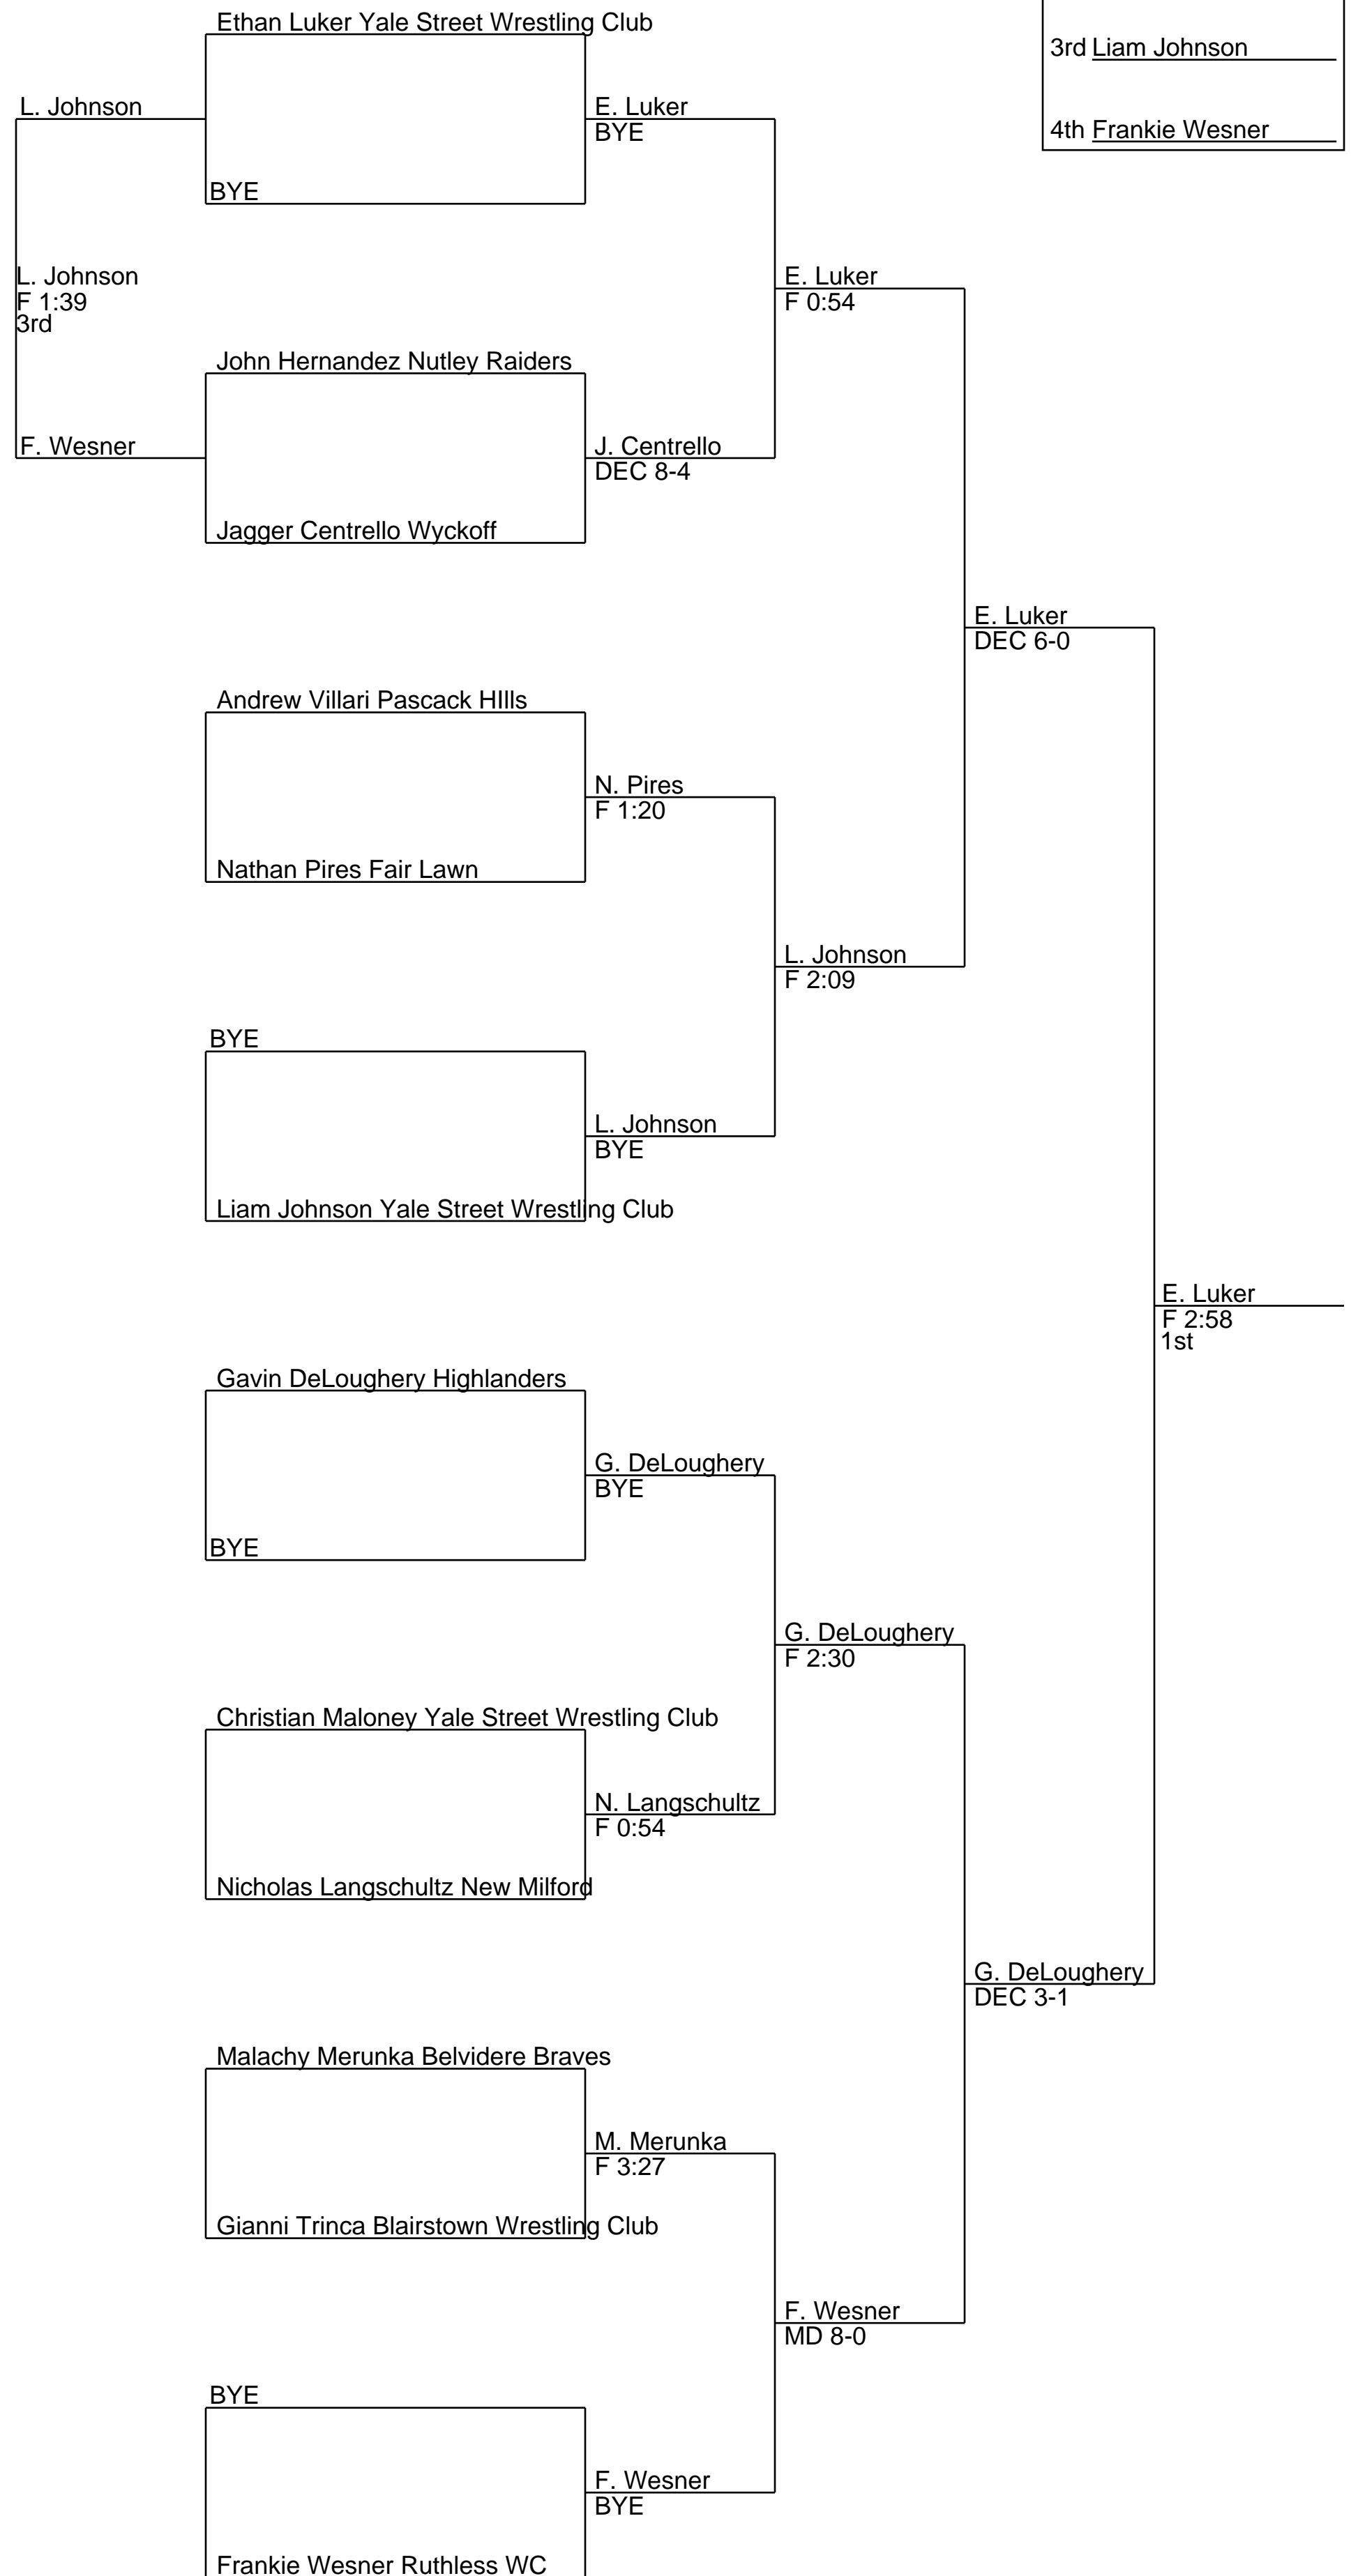 Ethan Luker Yale Street Wrestling Club
3rd Liam Johnson
L. Johnson
E. Luker
BYE
4th Frankie Wesner
BYE
L. Johnson
F 1:39
3rd
E. Luker
F 0:54
John Hernandez Nutley Raiders
F. Wesner
J. Centrello
DEC 8-4
Jagger Centrello Wyckoff
E. Luker
DEC 6-0
Andrew Villari Pascack HIlls
N. Pires
F 1:20
Nathan Pires Fair Lawn
L. Johnson
F 2:09
BYE
L. Johnson
BYE
Liam Johnson Yale Street Wrestling Club
E. Luker
F 2:58
1st
Gavin DeLoughery Highlanders
G. DeLoughery
BYE
BYE
G. DeLoughery
F 2:30
Christian Maloney Yale Street Wrestling Club
N. Langschultz
F 0:54
Nicholas Langschultz New Milford
G. DeLoughery
DEC 3-1
Malachy Merunka Belvidere Braves
M. Merunka
F 3:27
Gianni Trinca Blairstown Wrestling Club
F. Wesner
MD 8-0
BYE
F. Wesner
BYE
Frankie Wesner Ruthless WC